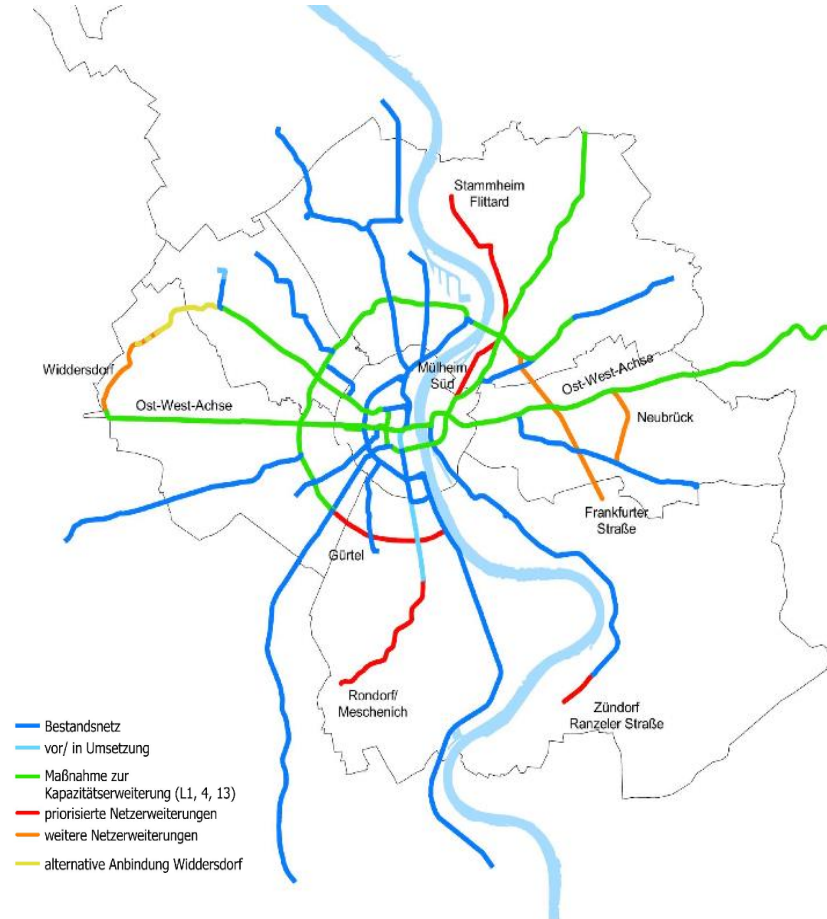 Stammheim
Flittard
Widdersdorf
Mülheim
Süd
Ost-West-Achse
Ost-West-Achse
Neubrück
Frankfurter
Straße
Gürtel
Rondorf/
Meschenich
Zündorf
Ranzeler Straße
Bestandsnetz
vor/ in Umsetzung
Maßnahme zur
Kapazitätserweiterung (L1, 4, 13)
priorisierte Netzerweiterungen
weitere Netzerweiterungen
alternative Anbindung Widdersdorf